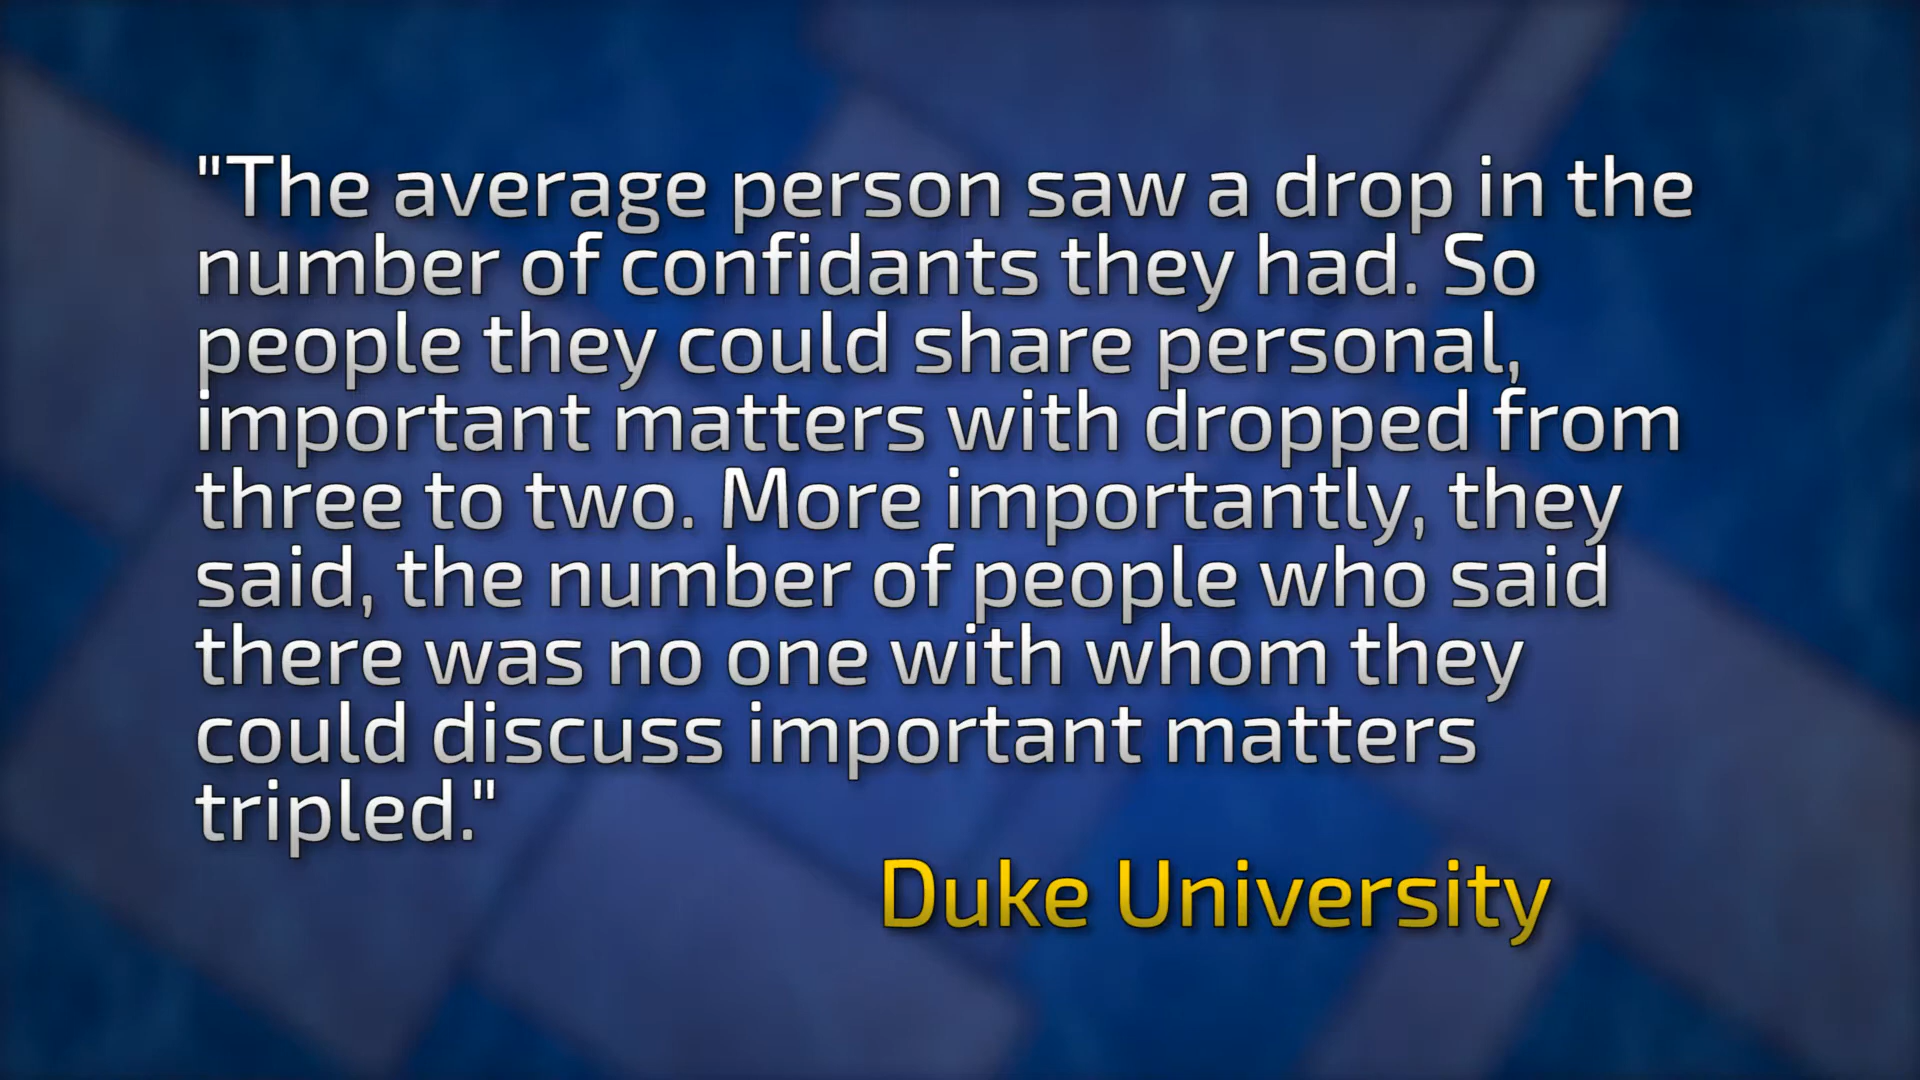 "The average person saw a drop in the
number of confidants they had. So
people they could share personal,
important matters with dropped from
three to two. More importantly, they
said, the number of people who said
there was no one with whom they
could discuss important matters
tripled."
Duke University